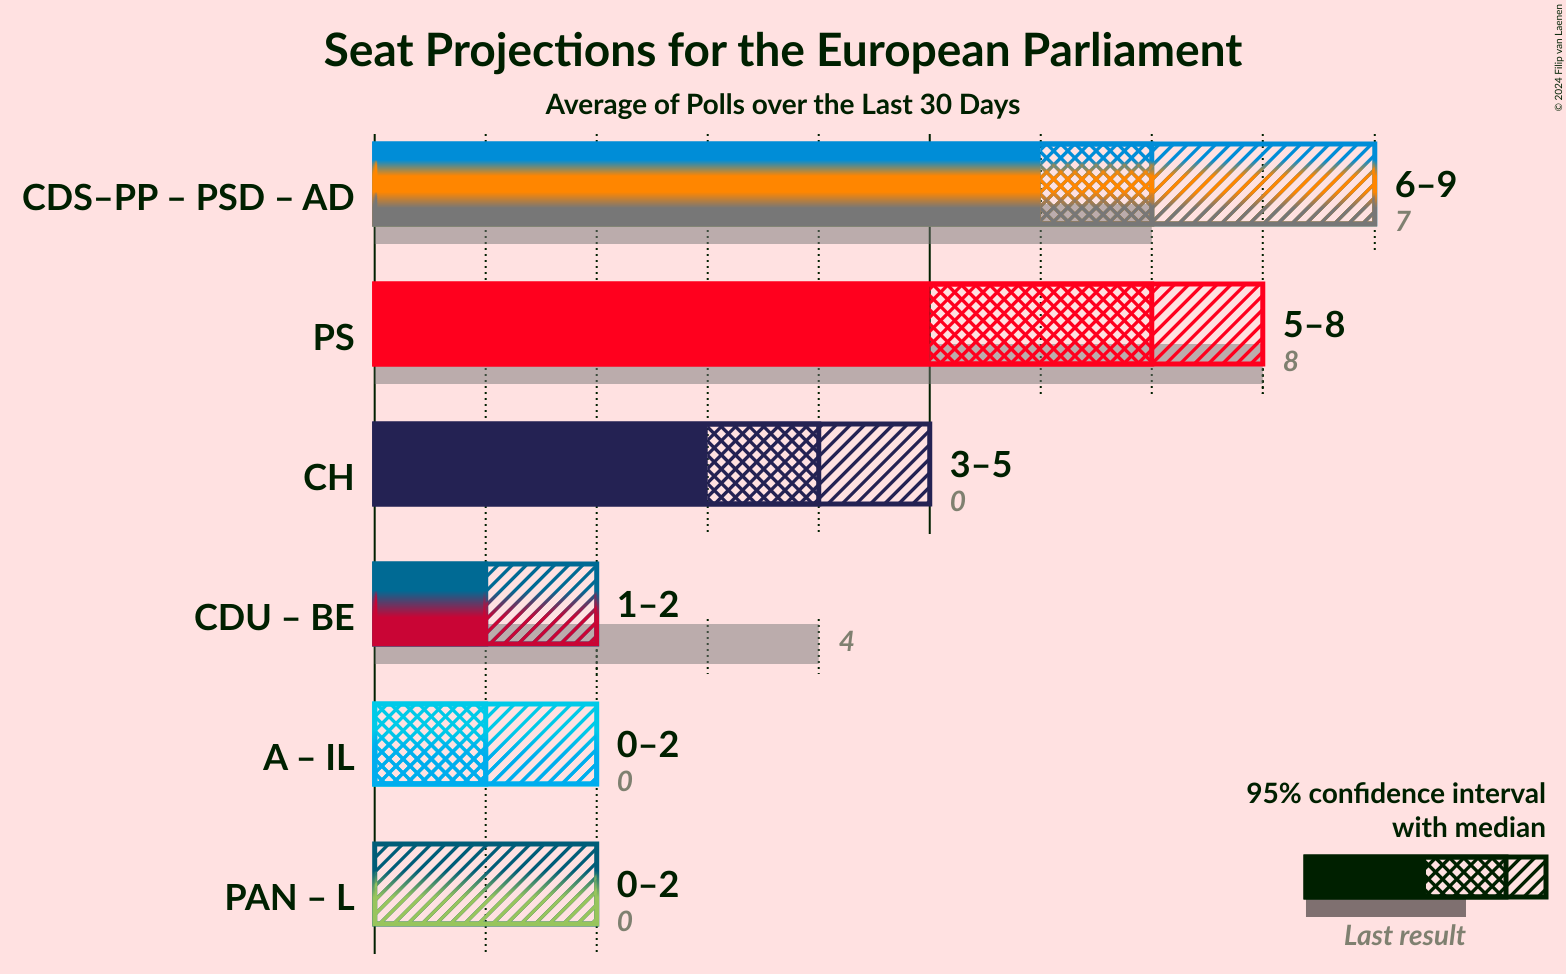 Seat Projections for the European Parliament
Average of Polls over the Last 30 Days
© 2024 Filip van Laenen
CDS–PP – PSD – AD
6–9
7
PS
5–8
8
CH
3–5
0
CDU – BE
1–2
4
A – IL
0–2
0
PAN – L
0–2
0
95% confidence interval
with median
Last result